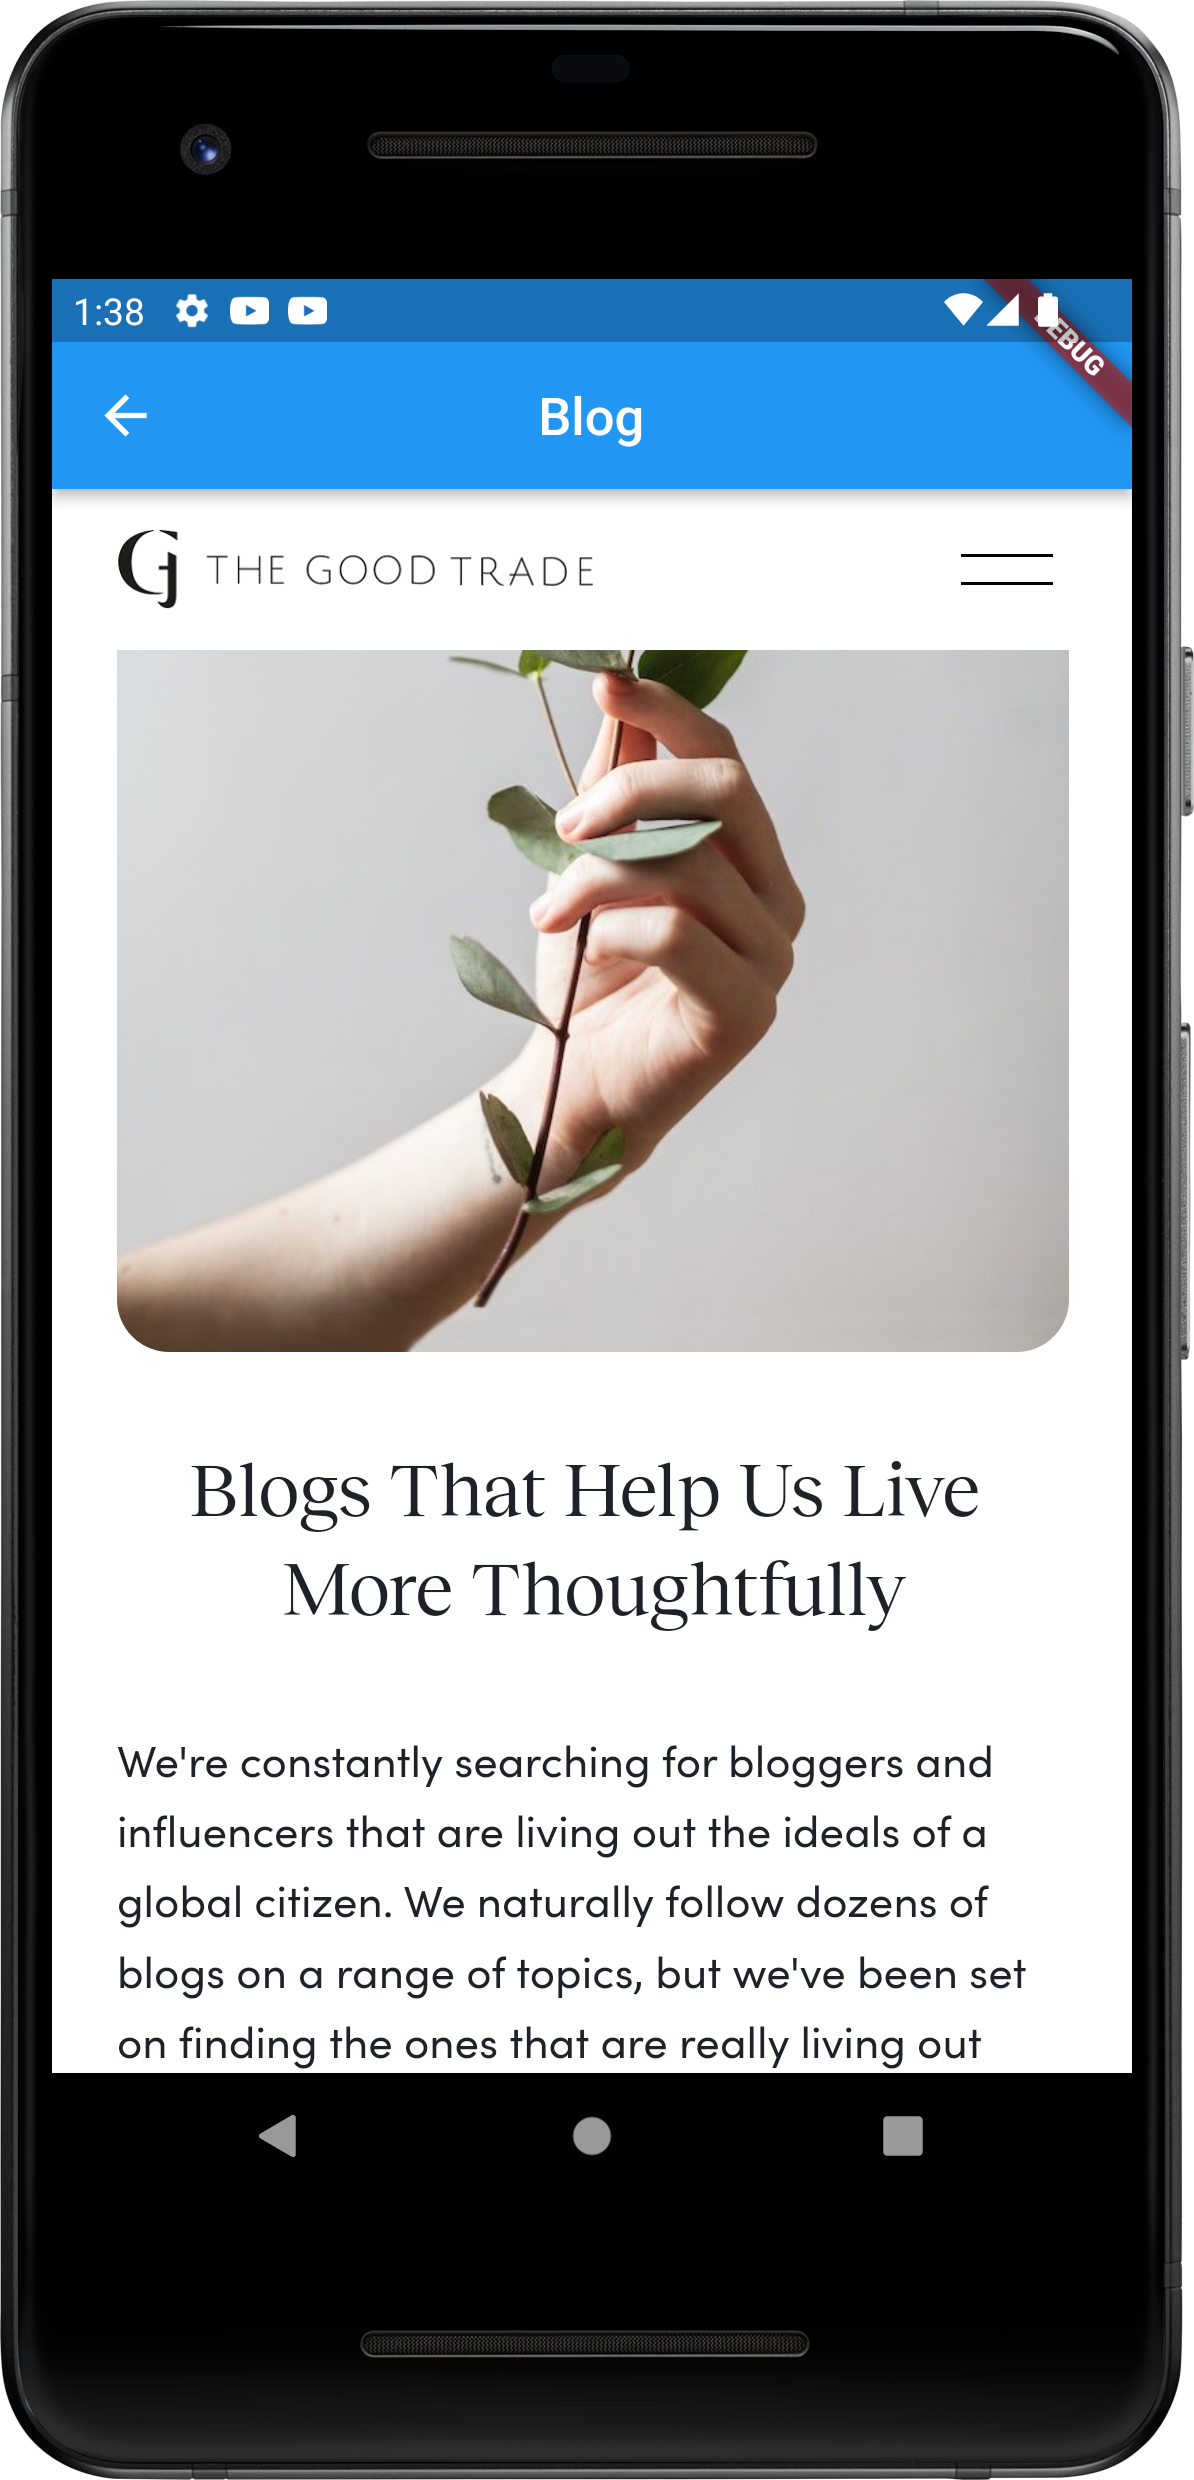 1:38
DEBUG
Blog
GJ THE GOOD TRADE
Blogs That Help Us Live
More Thoughtfully
We're constantly searching for bloggers and
influencers that are living out the ideals of a
global citizen. We naturally follow dozens of
blogs on a range of topics, but we've been set
on finding the ones that are really living out